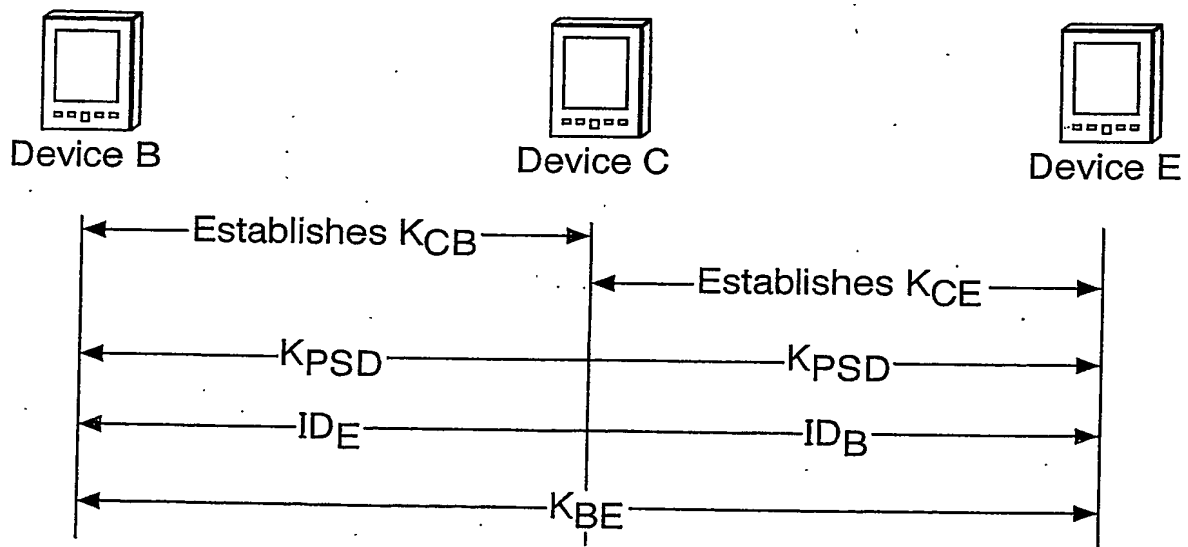 Device B
Device C
Device E
Establishes KCB
Establishes KCE
KPSD KPSD
IDE IDB
KBE